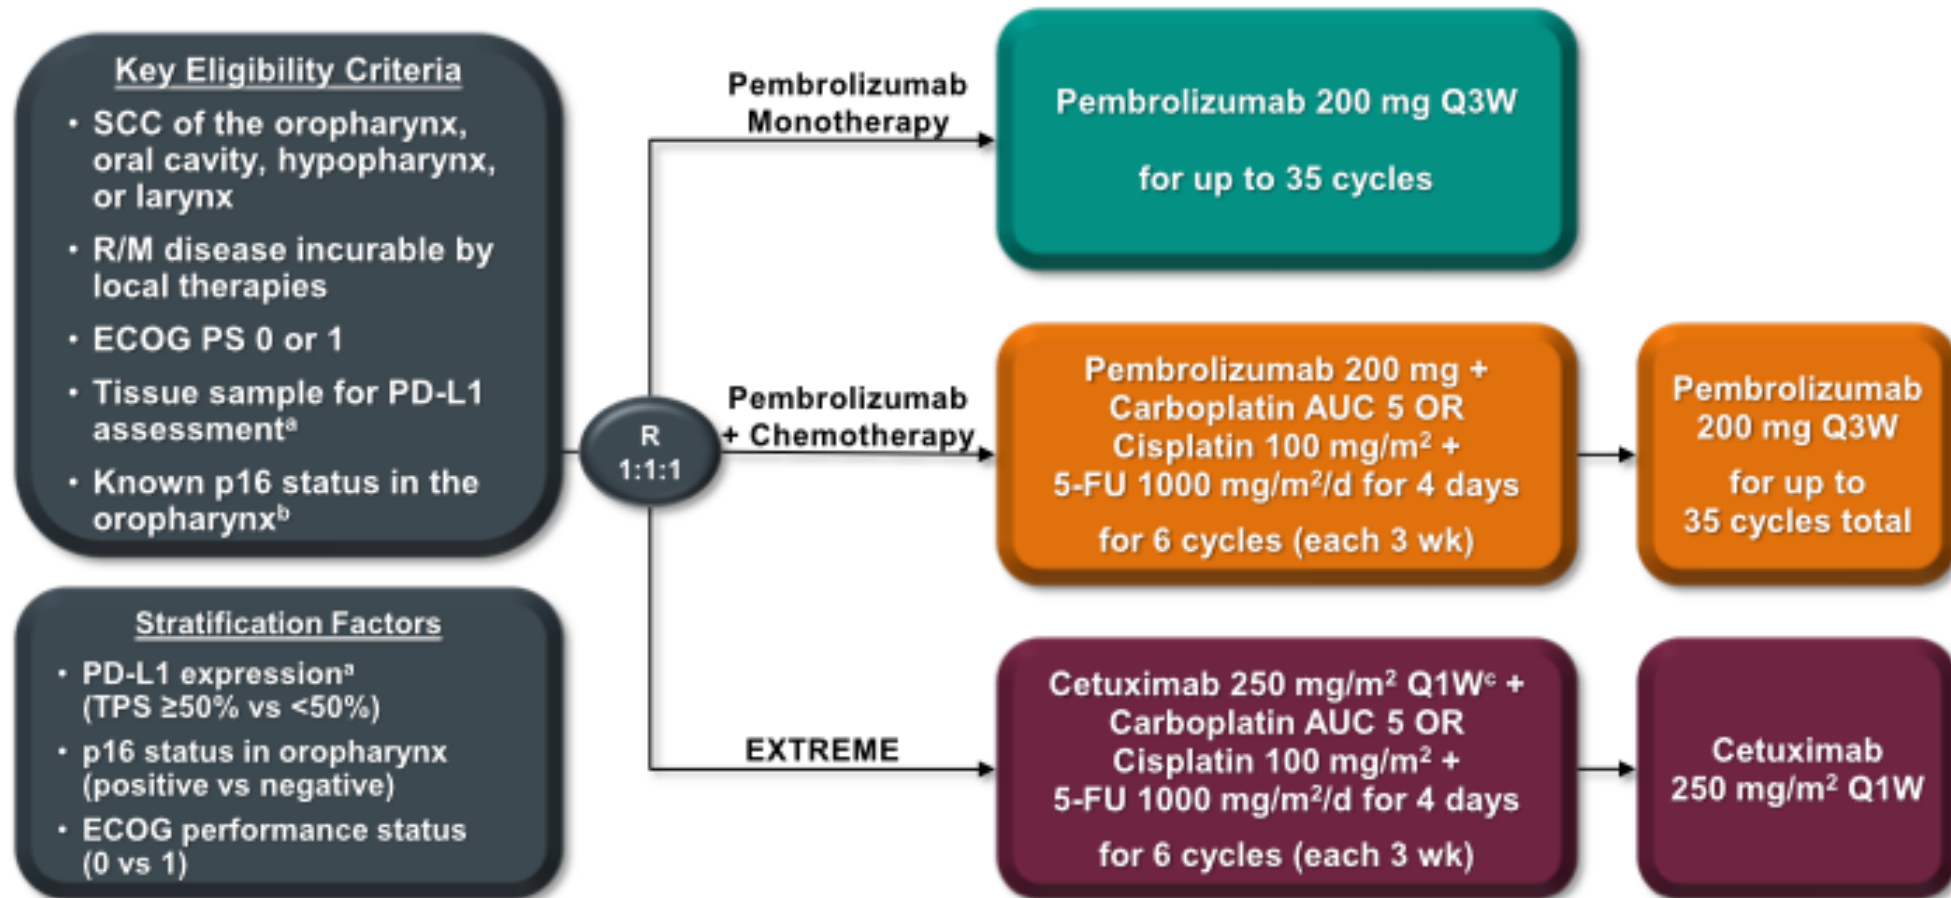 Key Eligibility Criteria
• SCC of the oropharynx,
oral cavity, hypopharynx,
or larynx
• R/M disease incurable by
local therapies
• ECOG PS 0 or 1
• Tissue sample for PD-L1
assessmentᵃ
• Known p16 status in the
oropharynxᵇ
Stratification Factors
• PD-L1 expressionᵃ
(TPS ≥50% vs <50%)
• p16 status in oropharynx
(positive vs negative)
• ECOG performance status
(0 vs 1)
R
1:1:1
Pembrolizumab
Monotherapy
Pembrolizumab 200 mg Q3W
for up to 35 cycles
Pembrolizumab
+ Chemotherapy
Pembrolizumab 200 mg +
Carboplatin AUC 5 OR
Cisplatin 100 mg/m² +
5-FU 1000 mg/m²/d for 4 days
for 6 cycles (each 3 wk)
Pembrolizumab
200 mg Q3W
for up to
35 cycles total
EXTREME
Cetuximab 250 mg/m² Q1Wᶜ +
Carboplatin AUC 5 OR
Cisplatin 100 mg/m² +
5-FU 1000 mg/m²/d for 4 days
for 6 cycles (each 3 wk)
Cetuximab
250 mg/m² Q1W